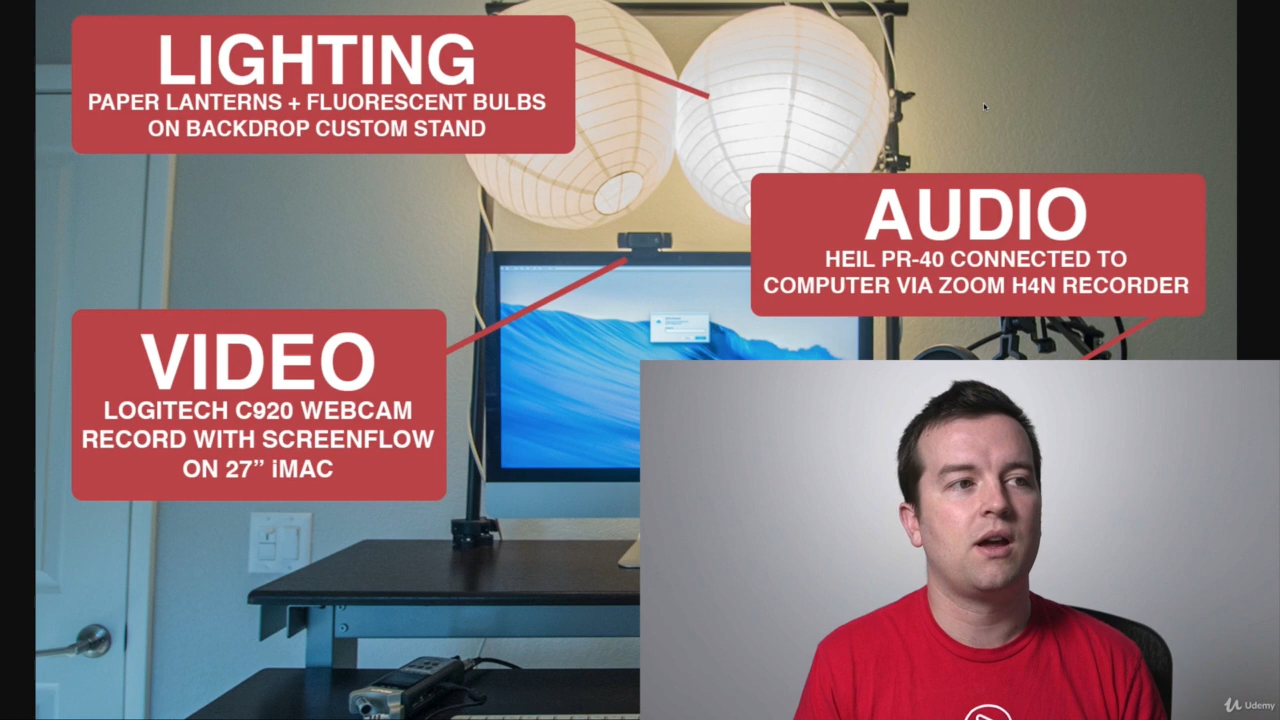 LIGHTING
PAPER LANTERNS + FLUORESCENT BULBS
ON BACKDROP CUSTOM STAND
AUDIO
HEIL PR-40 CONNECTED TO
COMPUTER VIA ZOOM H4N RECORDER
VIDEO
LOGITECH C920 WEBCAM
RECORD WITH SCREENFLOW
ON 27” iMAC
Udemy